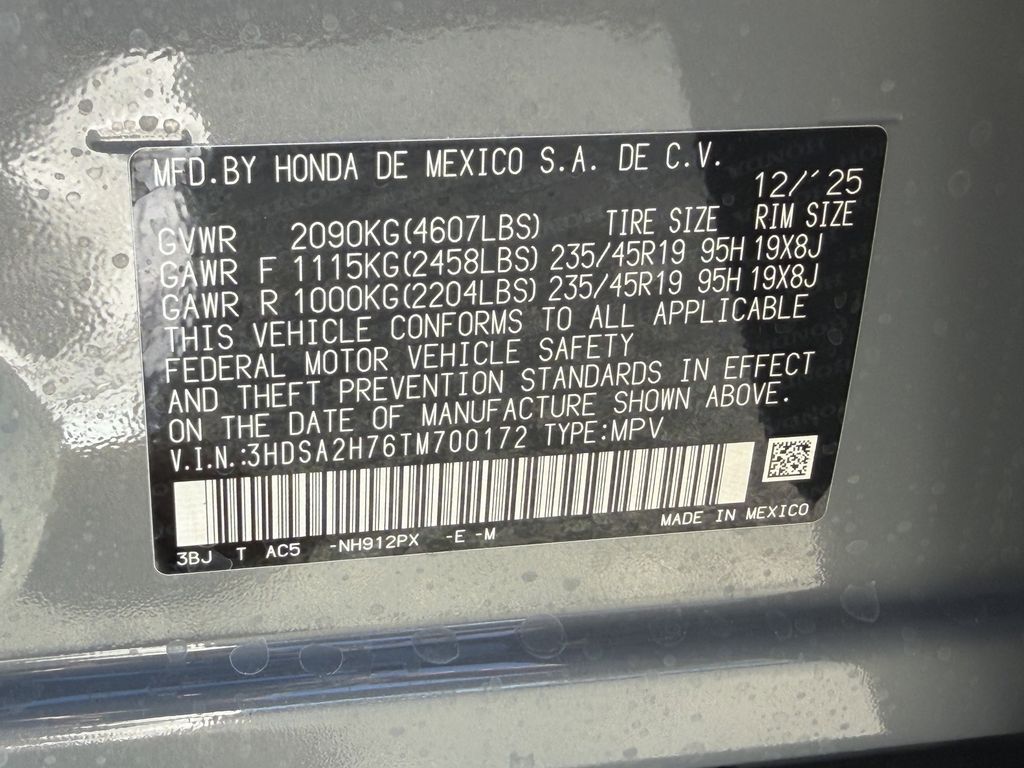 MFD.BY HONDA DE MEXICO S.A. DE C.V.
12/´25
GVWR 2090KG(4607LBS) TIRE SIZE RIM SIZE
GAWR F 1115KG(2458LBS) 235/45R19 95H 19X8J
GAWR R 1000KG(2204LBS) 235/45R19 95H 19X8J
THIS VEHICLE CONFORMS TO ALL APPLICABLE
FEDERAL MOTOR VEHICLE SAFETY
AND THEFT PREVENTION STANDARDS IN EFFECT
ON THE DATE OF MANUFACTURE SHOWN ABOVE.
V.I.N.:3HDSA2H76TM700172 TYPE:MPV
MADE IN MEXICO
3BJ T AC5 -NH912PX -E -M